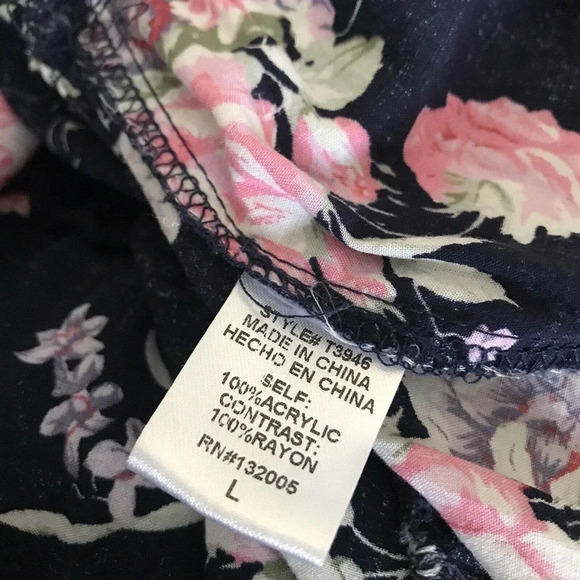 STYLE# T3946
MADE IN CHINA
HECHO EN CHINA
SELF:
100%ACRYLIC
CONTRAST:
100%RAYON
RN#132005
L